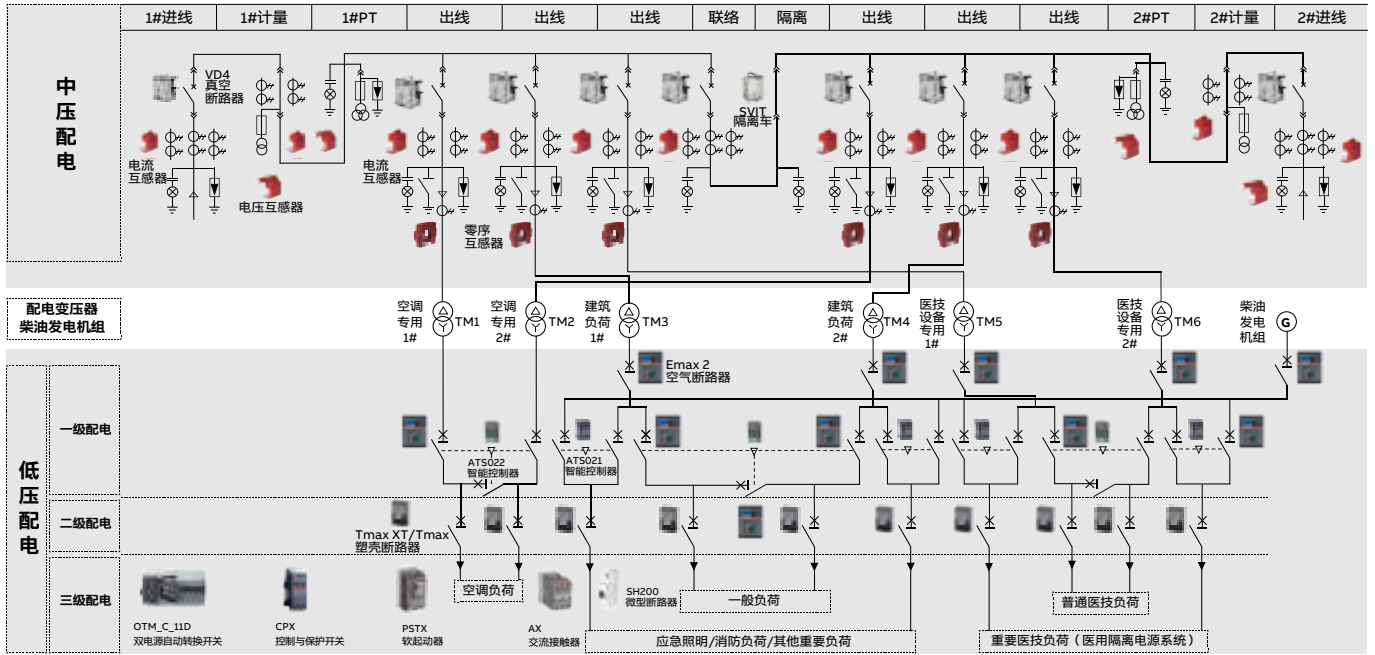 1#进线
1#计量
1#PT
出线
出线
出线
联络
隔离
出线
出线
出线
2#PT
2#计量
2#进线
中压配电
VD4
真空
断路器
SVIT
隔离车
电流
互感器
电流
互感器
电压互感器
零序
互感器
配电变压器
柴油发电机组
空调
专用
1#
TM1
空调
专用
2#
TM2
建筑
负荷
1#
TM3
建筑
负荷
2#
TM4
医技
设备
专用
1#
TM5
医技
设备
专用
2#
TM6
柴油
发电
机组
G
低压配电
一级配电
Emax 2
空气断路器
ATS022
智能控制器
ATS021
智能控制器
二级配电
Tmax XT/Tmax
塑壳断路器
三级配电
空调负荷
SH200
微型断路器
一般负荷
普通医技负荷
OTM_C_11D
双电源自动转换开关
CPX
控制与保护开关
PSTX
软起动器
AX
交流接触器
应急照明/消防负荷/其他重要负荷
重要医技负荷（医用隔离电源系统）